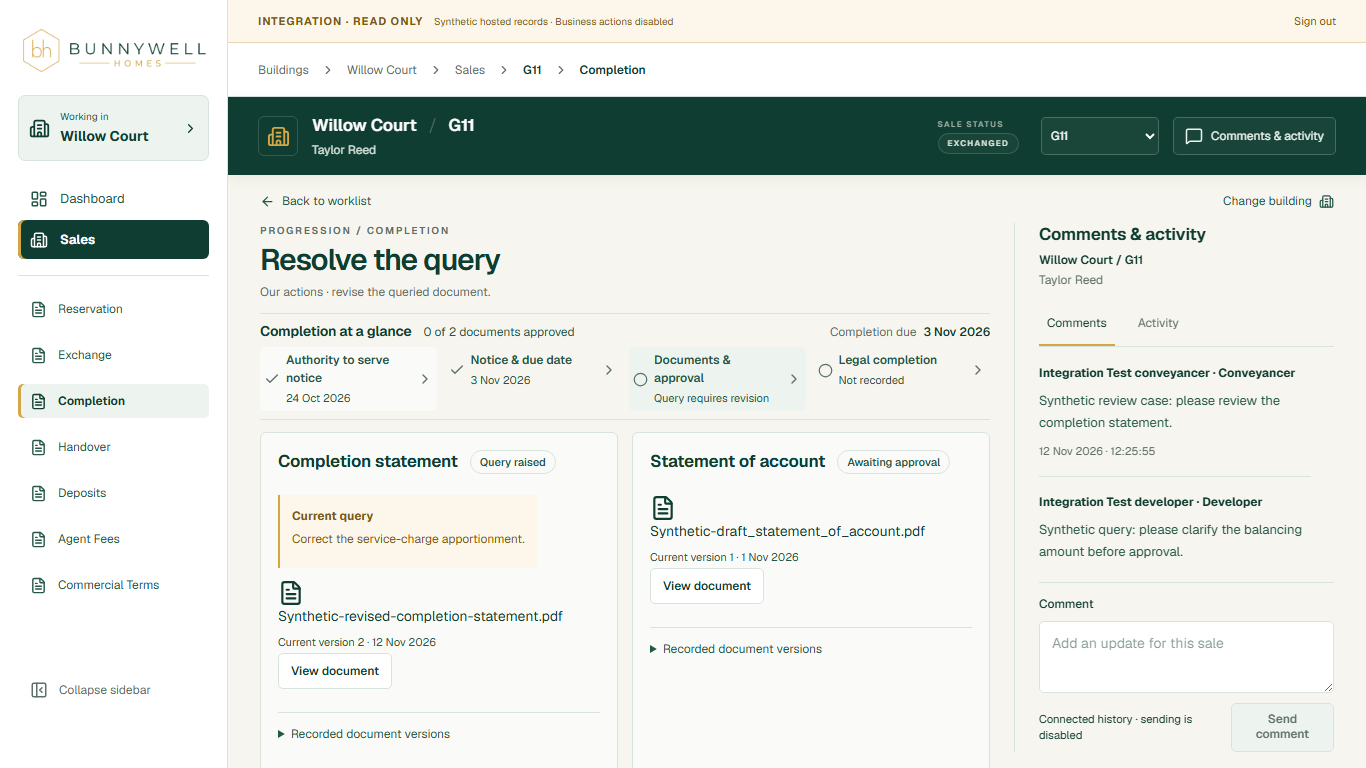 INTEGRATION · READ ONLY Synthetic hosted records · Business actions disabled Sign out
bh BUNNYWELL
HOMES
Buildings Willow Court Sales G11 Completion
Working in
Willow Court
Willow Court / G11
Taylor Reed
SALE STATUS
EXCHANGED
G11
Comments & activity
Dashboard
Sales
Reservation
Exchange
Completion
Handover
Deposits
Agent Fees
Commercial Terms
Collapse sidebar
Back to worklist
Change building
PROGRESSION / COMPLETION
Resolve the query
Our actions · revise the queried document.
Completion at a glance 0 of 2 documents approved Completion due 3 Nov 2026
Authority to serve
notice
24 Oct 2026
Notice & due date
3 Nov 2026
Documents &
approval
Query requires revision
Legal completion
Not recorded
Completion statement Query raised
Current query
Correct the service-charge apportionment.
Synthetic-revised-completion-statement.pdf
Current version 2 · 12 Nov 2026
View document
Recorded document versions
Statement of account Awaiting approval
Synthetic-draft_statement_of_account.pdf
Current version 1 · 1 Nov 2026
View document
Recorded document versions
Comments & activity
Willow Court / G11
Taylor Reed
Comments Activity
Integration Test conveyancer · Conveyancer
Synthetic review case: please review the
completion statement.
12 Nov 2026 · 12:25:55
Integration Test developer · Developer
Synthetic query: please clarify the balancing
amount before approval.
Comment
Add an update for this sale
Connected history · sending is
disabled
Send
comment